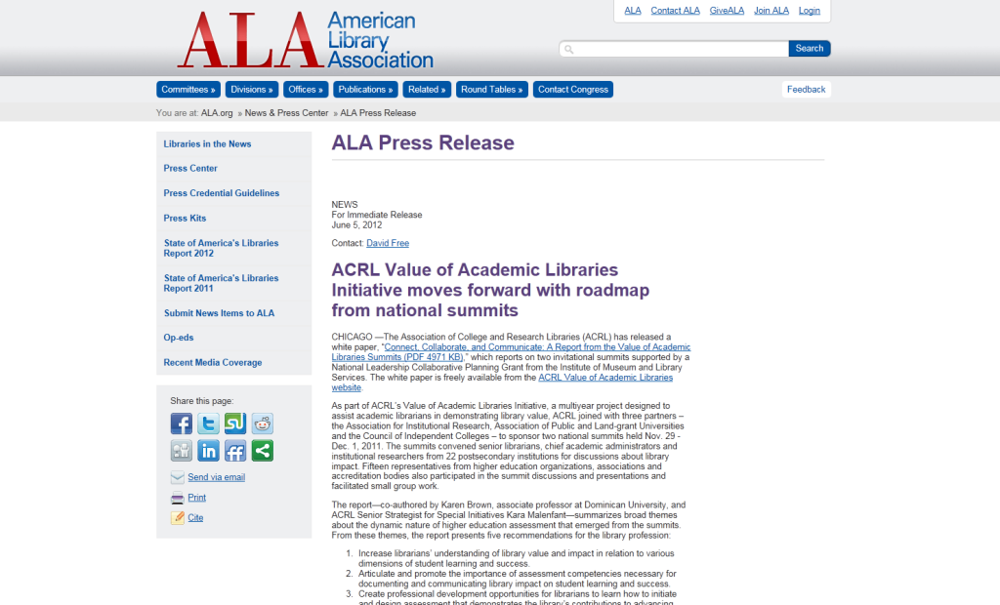 ALA American
Library
Association
ALA Contact ALA GiveALA Join ALA Login
Search
Committees » Divisions » Offices » Publications » Related » Round Tables » Contact Congress Feedback
You are at: ALA.org » News & Press Center » ALA Press Release
Libraries in the News
Press Center
Press Credential Guidelines
Press Kits
State of America's Libraries
Report 2012
State of America's Libraries
Report 2011
Submit News Items to ALA
Op-eds
Recent Media Coverage
Share this page:
Send via email
Print
Cite
ALA Press Release
NEWS
For Immediate Release
June 5, 2012
Contact: David Free
ACRL Value of Academic Libraries
Initiative moves forward with roadmap
from national summits
CHICAGO —The Association of College and Research Libraries (ACRL) has released a
white paper, “Connect, Collaborate, and Communicate: A Report from the Value of Academic
Libraries Summits (PDF 4971 KB),” which reports on two invitational summits supported by a
National Leadership Collaborative Planning Grant from the Institute of Museum and Library
Services. The white paper is freely available from the ACRL Value of Academic Libraries
website.
As part of ACRL’s Value of Academic Libraries Initiative, a multiyear project designed to
assist academic librarians in demonstrating library value, ACRL joined with three partners –
the Association for Institutional Research, Association of Public and Land-grant Universities
and the Council of Independent Colleges – to sponsor two national summits held Nov. 29 -
Dec. 1, 2011. The summits convened senior librarians, chief academic administrators and
institutional researchers from 22 postsecondary institutions for discussions about library
impact. Fifteen representatives from higher education organizations, associations and
accreditation bodies also participated in the summit discussions and presentations and
facilitated small group work.
The report—co-authored by Karen Brown, associate professor at Dominican University, and
ACRL Senior Strategist for Special Initiatives Kara Malenfant—summarizes broad themes
about the dynamic nature of higher education assessment that emerged from the summits.
From these themes, the report presents five recommendations for the library profession:
1. Increase librarians’ understanding of library value and impact in relation to various
dimensions of student learning and success.
2. Articulate and promote the importance of assessment competencies necessary for
documenting and communicating library impact on student learning and success.
3. Create professional development opportunities for librarians to learn how to initiate
and design assessment that demonstrates the library’s contributions to advancing